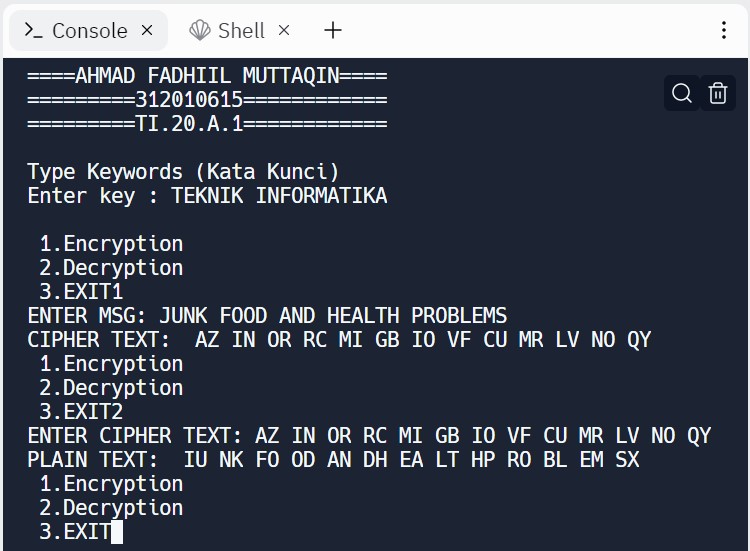 Console × Shell × +
====AHMAD FADHIIL MUTTAQIN====
=========312010615============
=========TI.20.A.1============
Type Keywords (Kata Kunci)
Enter key : TEKNIK INFORMATIKA
1.Encryption
2.Decryption
3.EXIT1
ENTER MSG: JUNK FOOD AND HEALTH PROBLEMS
CIPHER TEXT:  AZ IN OR RC MI GB IO VF CU MR LV NO QY
1.Encryption
2.Decryption
3.EXIT2
ENTER CIPHER TEXT: AZ IN OR RC MI GB IO VF CU MR LV NO QY
PLAIN TEXT:  IU NK FO OD AN DH EA LT HP RO BL EM SX
1.Encryption
2.Decryption
3.EXIT